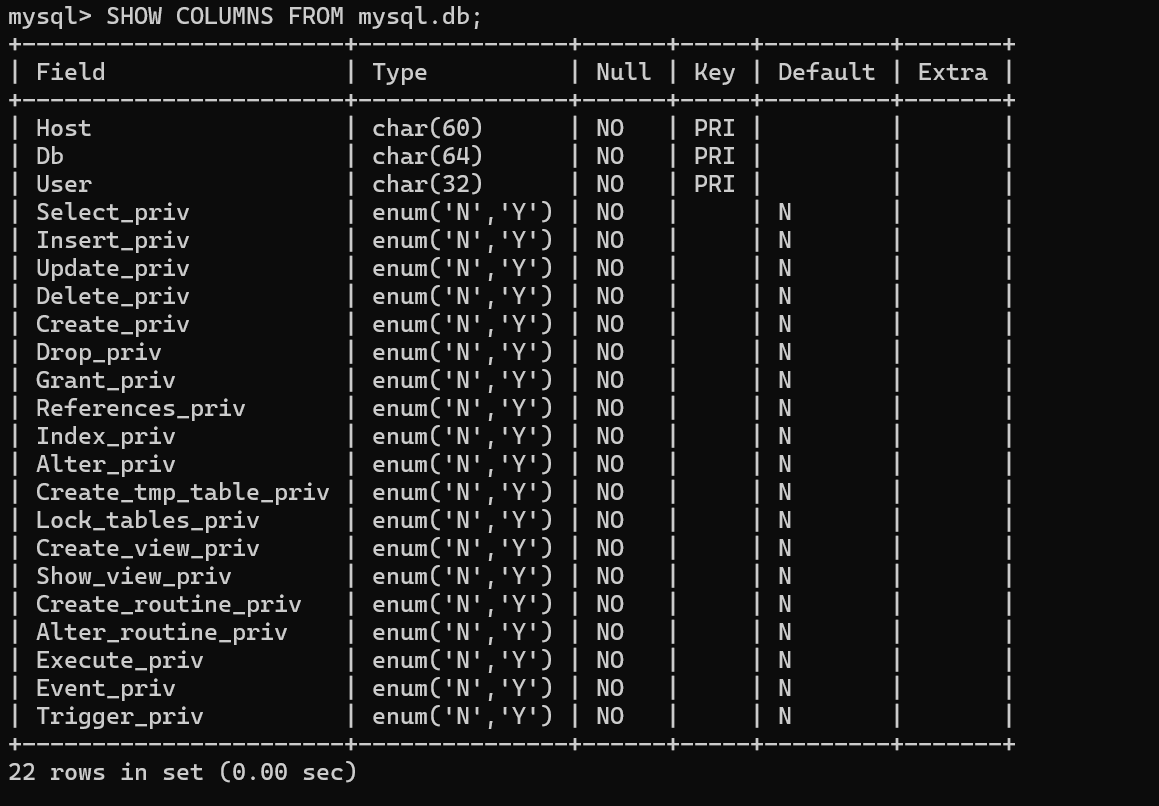 mysql> SHOW COLUMNS FROM mysql.db;
+-----------------------+---------------+------+-----+---------+-------+
| Field                 | Type          | Null | Key | Default | Extra |
+-----------------------+---------------+------+-----+---------+-------+
| Host                  | char(60)      | NO   | PRI |         |       |
| Db                    | char(64)      | NO   | PRI |         |       |
| User                  | char(32)      | NO   | PRI |         |       |
| Select_priv           | enum('N','Y') | NO   |     | N       |       |
| Insert_priv           | enum('N','Y') | NO   |     | N       |       |
| Update_priv           | enum('N','Y') | NO   |     | N       |       |
| Delete_priv           | enum('N','Y') | NO   |     | N       |       |
| Create_priv           | enum('N','Y') | NO   |     | N       |       |
| Drop_priv             | enum('N','Y') | NO   |     | N       |       |
| Grant_priv            | enum('N','Y') | NO   |     | N       |       |
| References_priv       | enum('N','Y') | NO   |     | N       |       |
| Index_priv            | enum('N','Y') | NO   |     | N       |       |
| Alter_priv            | enum('N','Y') | NO   |     | N       |       |
| Create_tmp_table_priv | enum('N','Y') | NO   |     | N       |       |
| Lock_tables_priv      | enum('N','Y') | NO   |     | N       |       |
| Create_view_priv      | enum('N','Y') | NO   |     | N       |       |
| Show_view_priv        | enum('N','Y') | NO   |     | N       |       |
| Create_routine_priv   | enum('N','Y') | NO   |     | N       |       |
| Alter_routine_priv    | enum('N','Y') | NO   |     | N       |       |
| Execute_priv          | enum('N','Y') | NO   |     | N       |       |
| Event_priv            | enum('N','Y') | NO   |     | N       |       |
| Trigger_priv          | enum('N','Y') | NO   |     | N       |       |
+-----------------------+---------------+------+-----+---------+-------+
22 rows in set (0.00 sec)